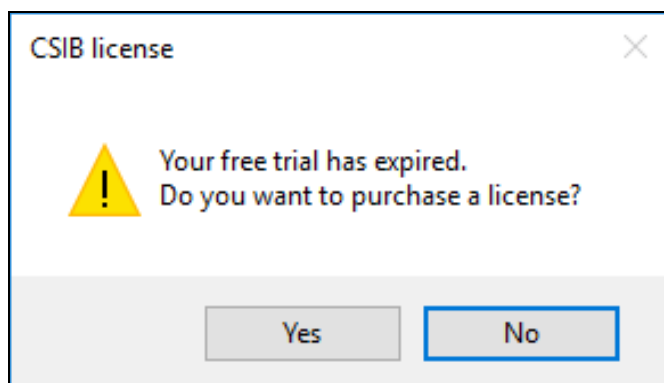 CSIB license
Your free trial has expired.
Do you want to purchase a license?
Yes
No